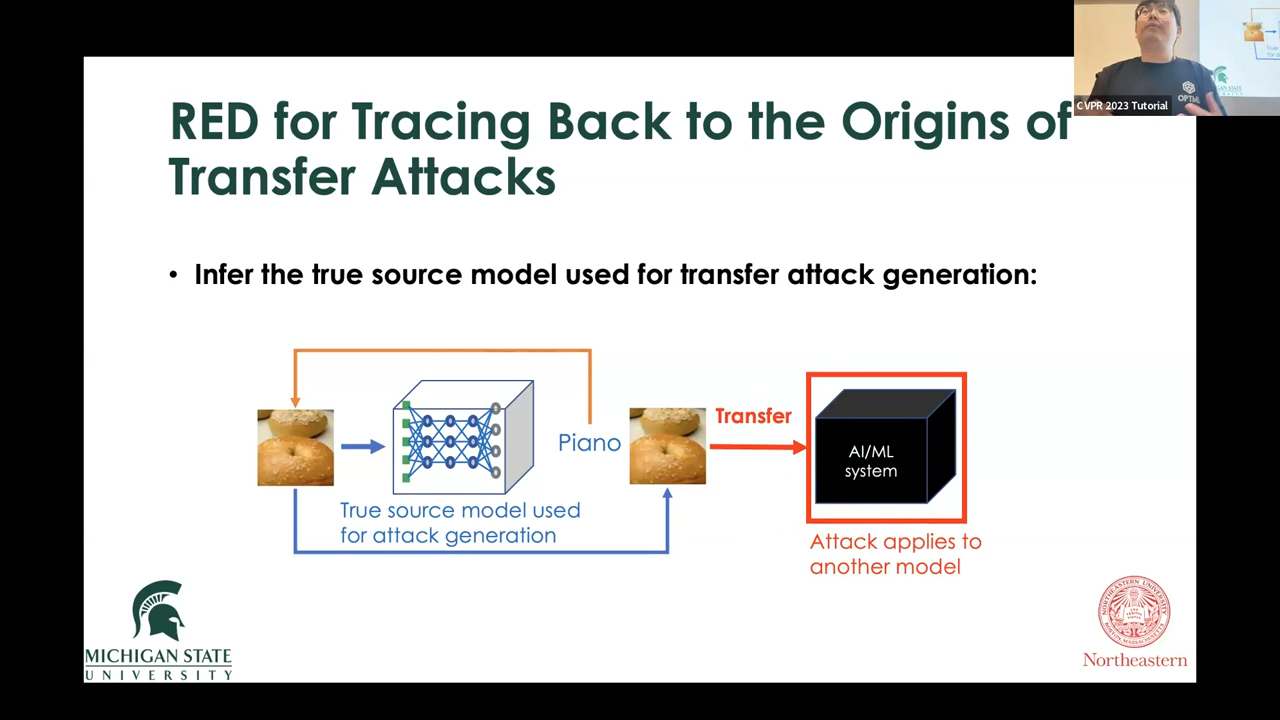 RED for Tracing Back to the Origins of
Transfer Attacks
• Infer the true source model used for transfer attack generation:
Piano
Transfer
AI/ML
system
True source model used
for attack generation
Attack applies to
another model
MICHIGAN STATE
UNIVERSITY
Northeastern
CVPR 2023 Tutorial
OPTML